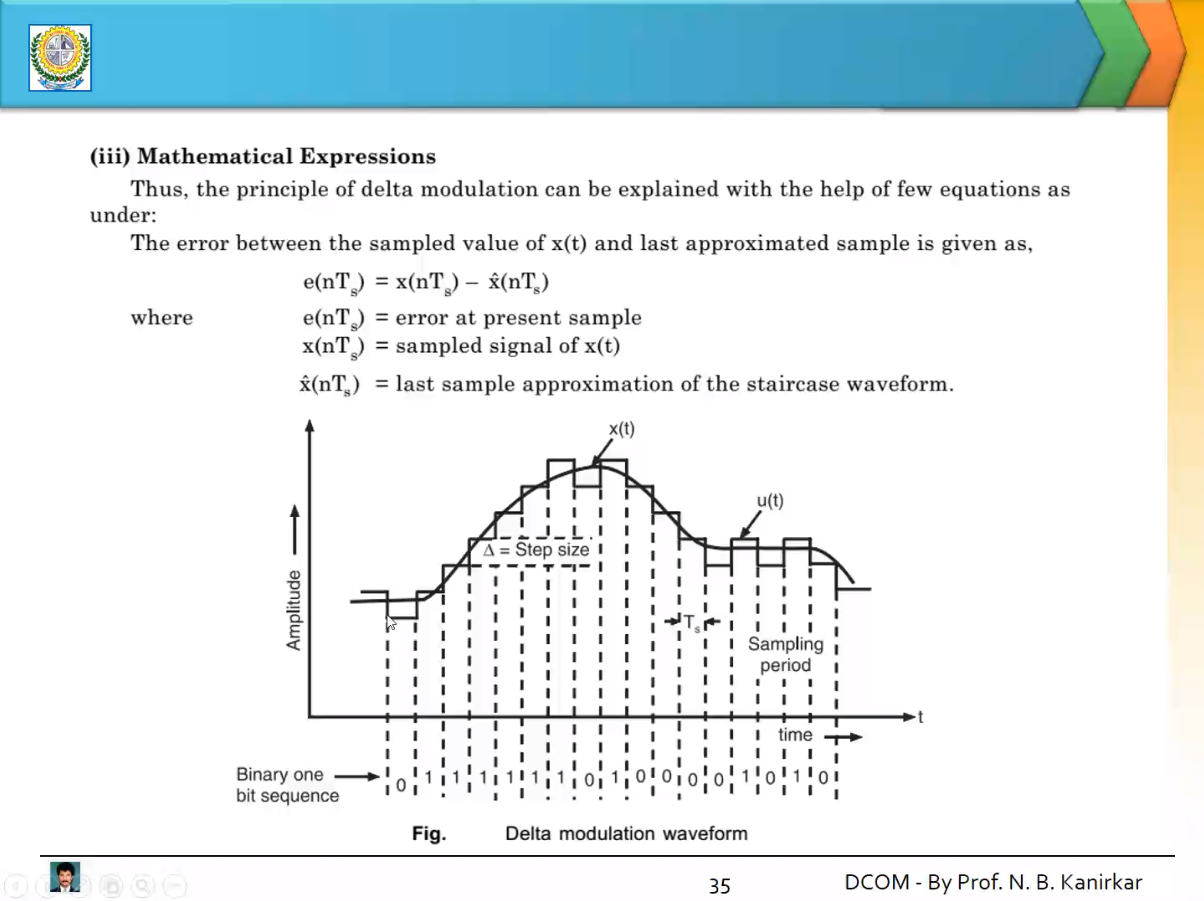 (iii) Mathematical Expressions
Thus, the principle of delta modulation can be explained with the help of few equations as
under:
The error between the sampled value of x(t) and last approximated sample is given as,
e(nTₛ) = x(nTₛ) – x̂(nTₛ)
where e(nTₛ) = error at present sample
x(nTₛ) = sampled signal of x(t)
x̂(nTₛ) = last sample approximation of the staircase waveform.
x(t)
u(t)
Δ = Step size
Amplitude
Tₛ
Sampling
period
t
time
Binary one
bit sequence
0 1 1 1 1 1 1 0 1 0 0 0 0 1 0 1 0
Fig. Delta modulation waveform
35
DCOM - By Prof. N. B. Kanirkar